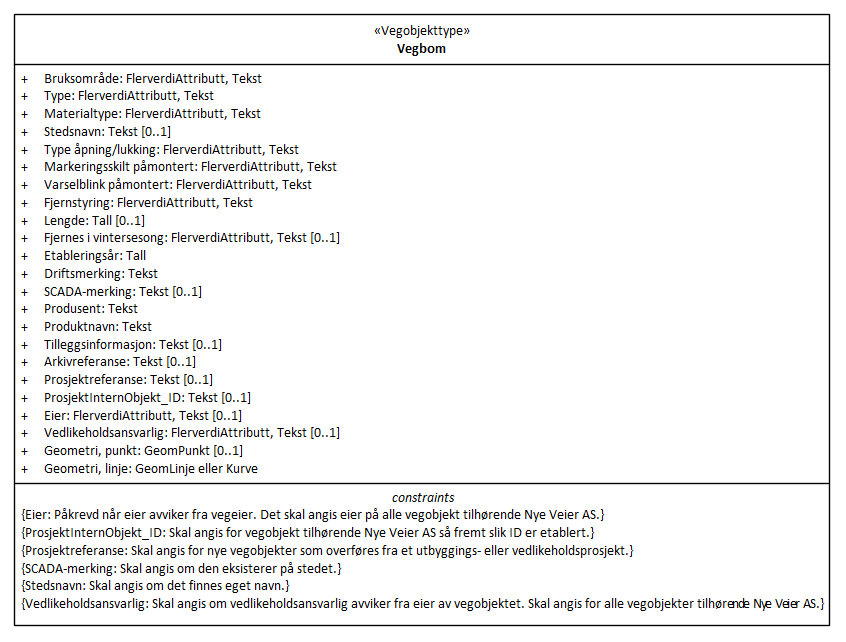 «Vegobjekttype»
Vegbom
+ Bruksområde: FlerverdiAttributt, Tekst
+ Type: FlerverdiAttributt, Tekst
+ Materialtype: FlerverdiAttributt, Tekst
+ Stedsnavn: Tekst [0..1]
+ Type åpning/lukking: FlerverdiAttributt, Tekst
+ Markeringsskilt påmontert: FlerverdiAttributt, Tekst
+ Varselblink påmontert: FlerverdiAttributt, Tekst
+ Fjernstyring: FlerverdiAttributt, Tekst
+ Lengde: Tall [0..1]
+ Fjernes i vintersesong: FlerverdiAttributt, Tekst [0..1]
+ Etableringsår: Tall
+ Driftsmerking: Tekst
+ SCADA-merking: Tekst [0..1]
+ Produsent: Tekst
+ Produktnavn: Tekst
+ Tilleggsinformasjon: Tekst [0..1]
+ Arkivreferanse: Tekst [0..1]
+ Prosjektreferanse: Tekst [0..1]
+ ProsjektInternObjekt_ID: Tekst [0..1]
+ Eier: FlerverdiAttributt, Tekst [0..1]
+ Vedlikeholdsansvarlig: FlerverdiAttributt, Tekst [0..1]
+ Geometri, punkt: GeomPunkt [0..1]
+ Geometri, linje: GeomLinje eller Kurve
constraints
{Eier: Påkrevd når eier avviker fra vegeier. Det skal angis eier på alle vegobjekt tilhørende Nye Veier AS.}
{ProsjektInternObjekt_ID: Skal angis for vegobjekt tilhørende Nye Veier AS så fremt slik ID er etablert.}
{Prosjektreferanse: Skal angis for nye vegobjekter som overføres fra et utbyggings- eller vedlikeholdsprosjekt.}
{SCADA-merking: Skal angis om den eksisterer på stedet.}
{Stedsnavn: Skal angis om det finnes eget navn.}
{Vedlikeholdsansvarlig: Skal angis om vedlikeholdsansvarlig avviker fra eier av vegobjektet. Skal angis for alle vegobjekter tilhørende Nye Veier AS.}